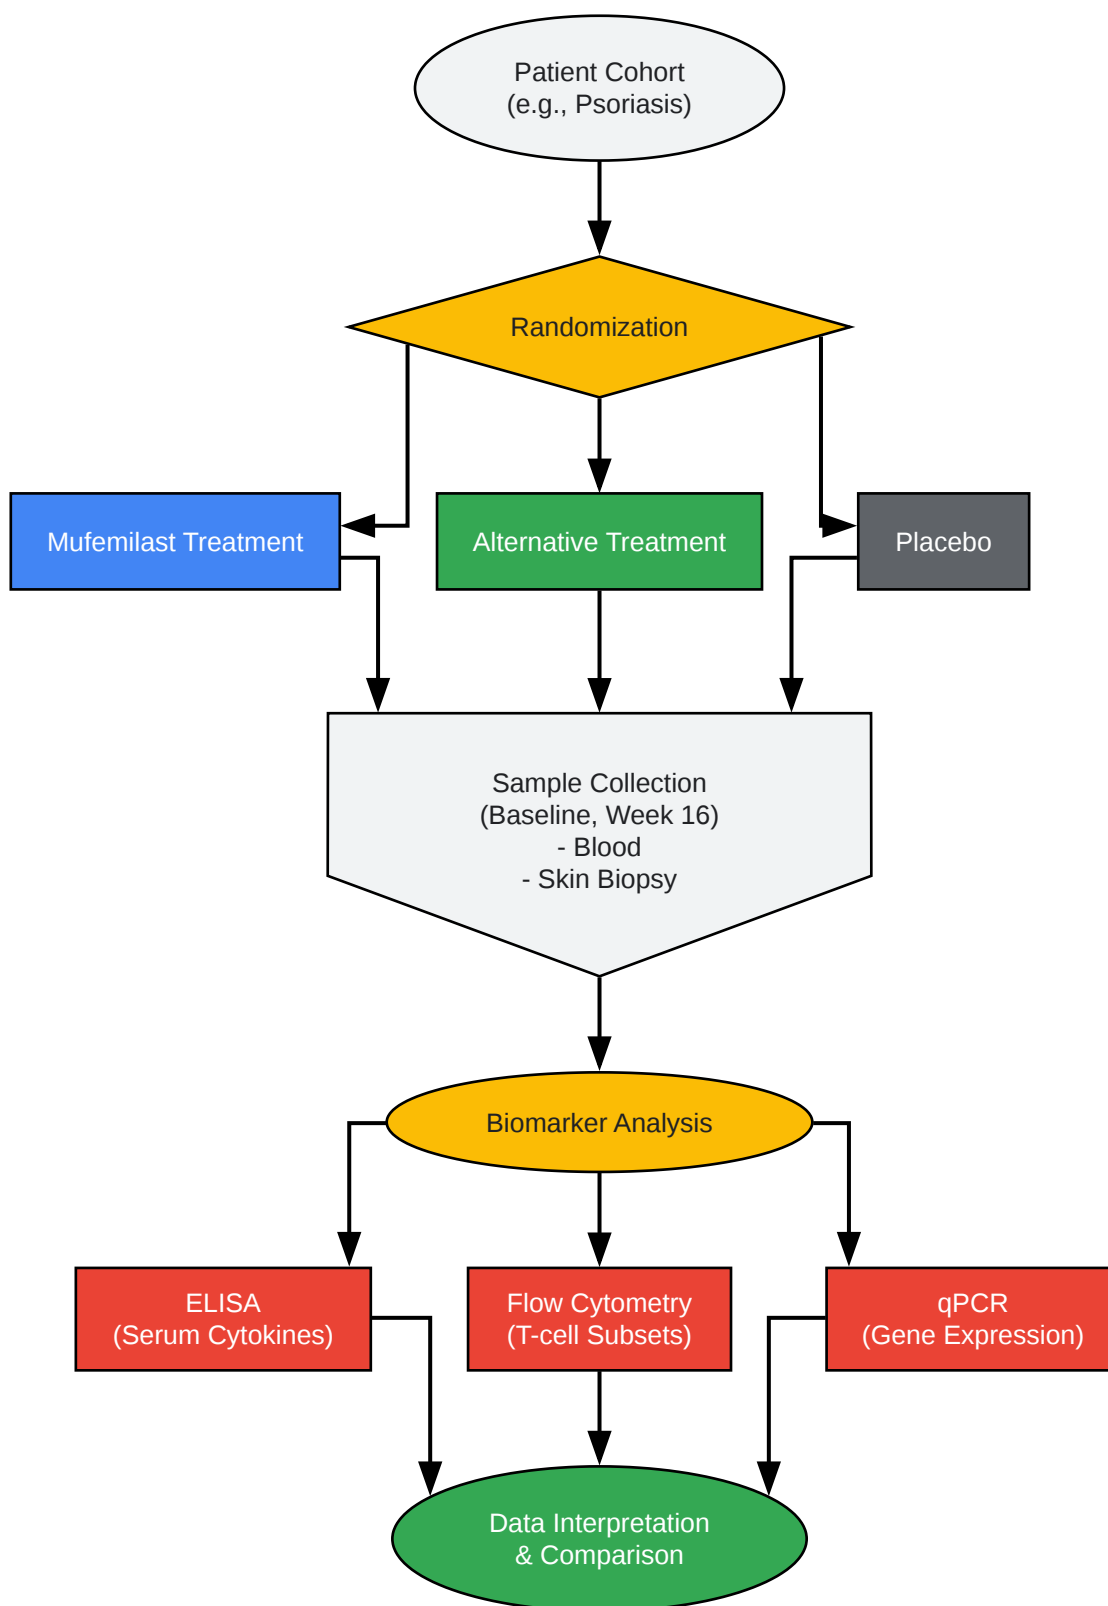 Patient Cohort
(e.g., Psoriasis)
Randomization
Mufemilast Treatment
Alternative Treatment
Placebo
Sample Collection
(Baseline, Week 16)
- Blood
- Skin Biopsy
Biomarker Analysis
ELISA
(Serum Cytokines)
Flow Cytometry
(T-cell Subsets)
qPCR
(Gene Expression)
Data Interpretation
& Comparison